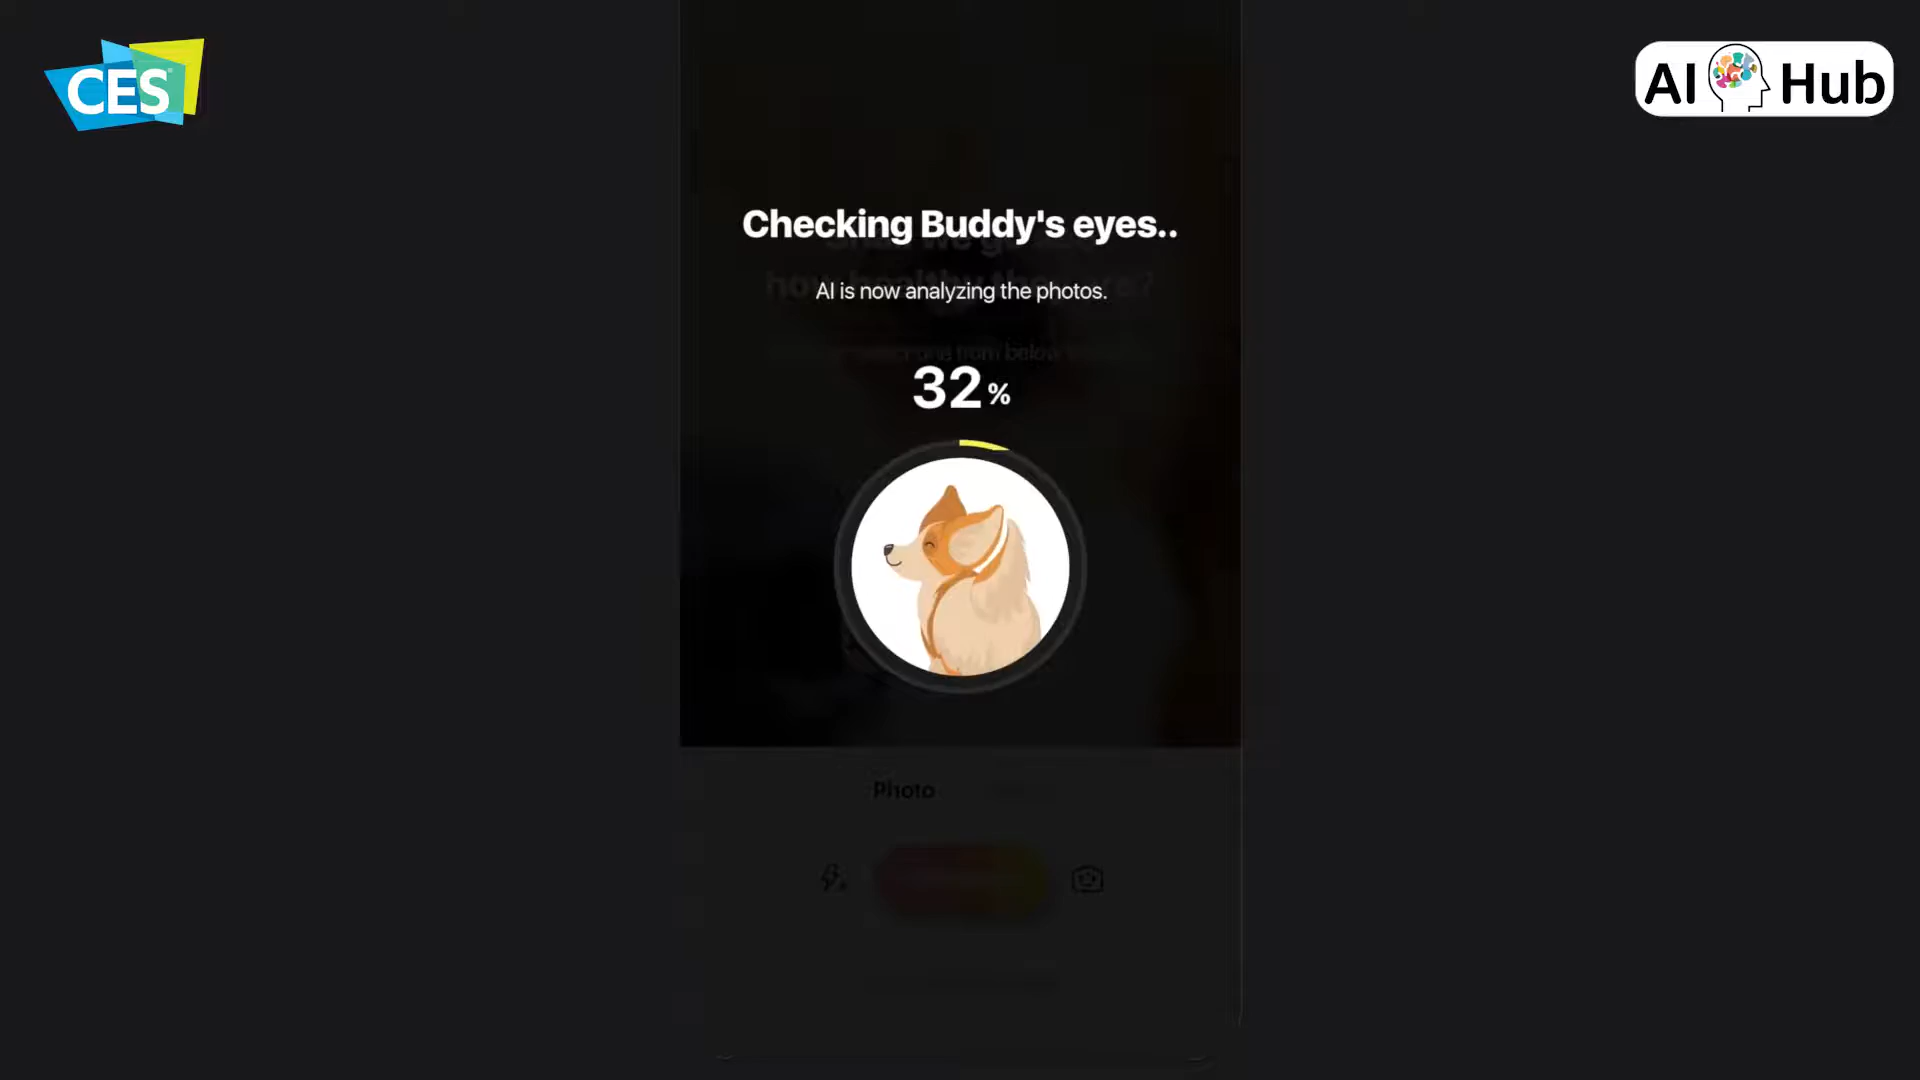 CES
AI Hub
Checking Buddy's eyes..
AI is now analyzing the photos.
32%
Photo